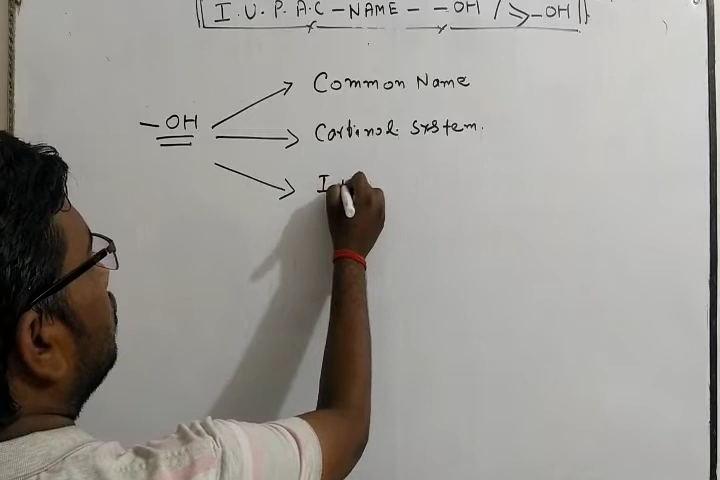 I.U.P.A.C - NAME - -OH / >-OH
-OH
Common Name
Carbinol system.
I